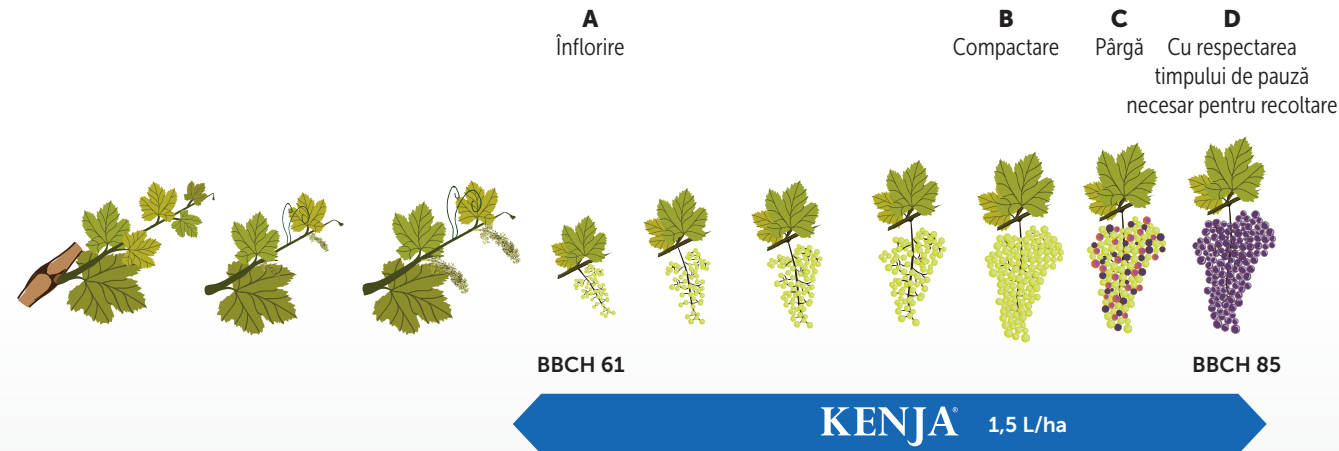 A
Înflorire
B
Compactare
C
Pârgă
D
Cu respectarea
timpului de pauză
necesar pentru recoltare
BBCH 61
BBCH 85
KENJA® 1,5 L/ha